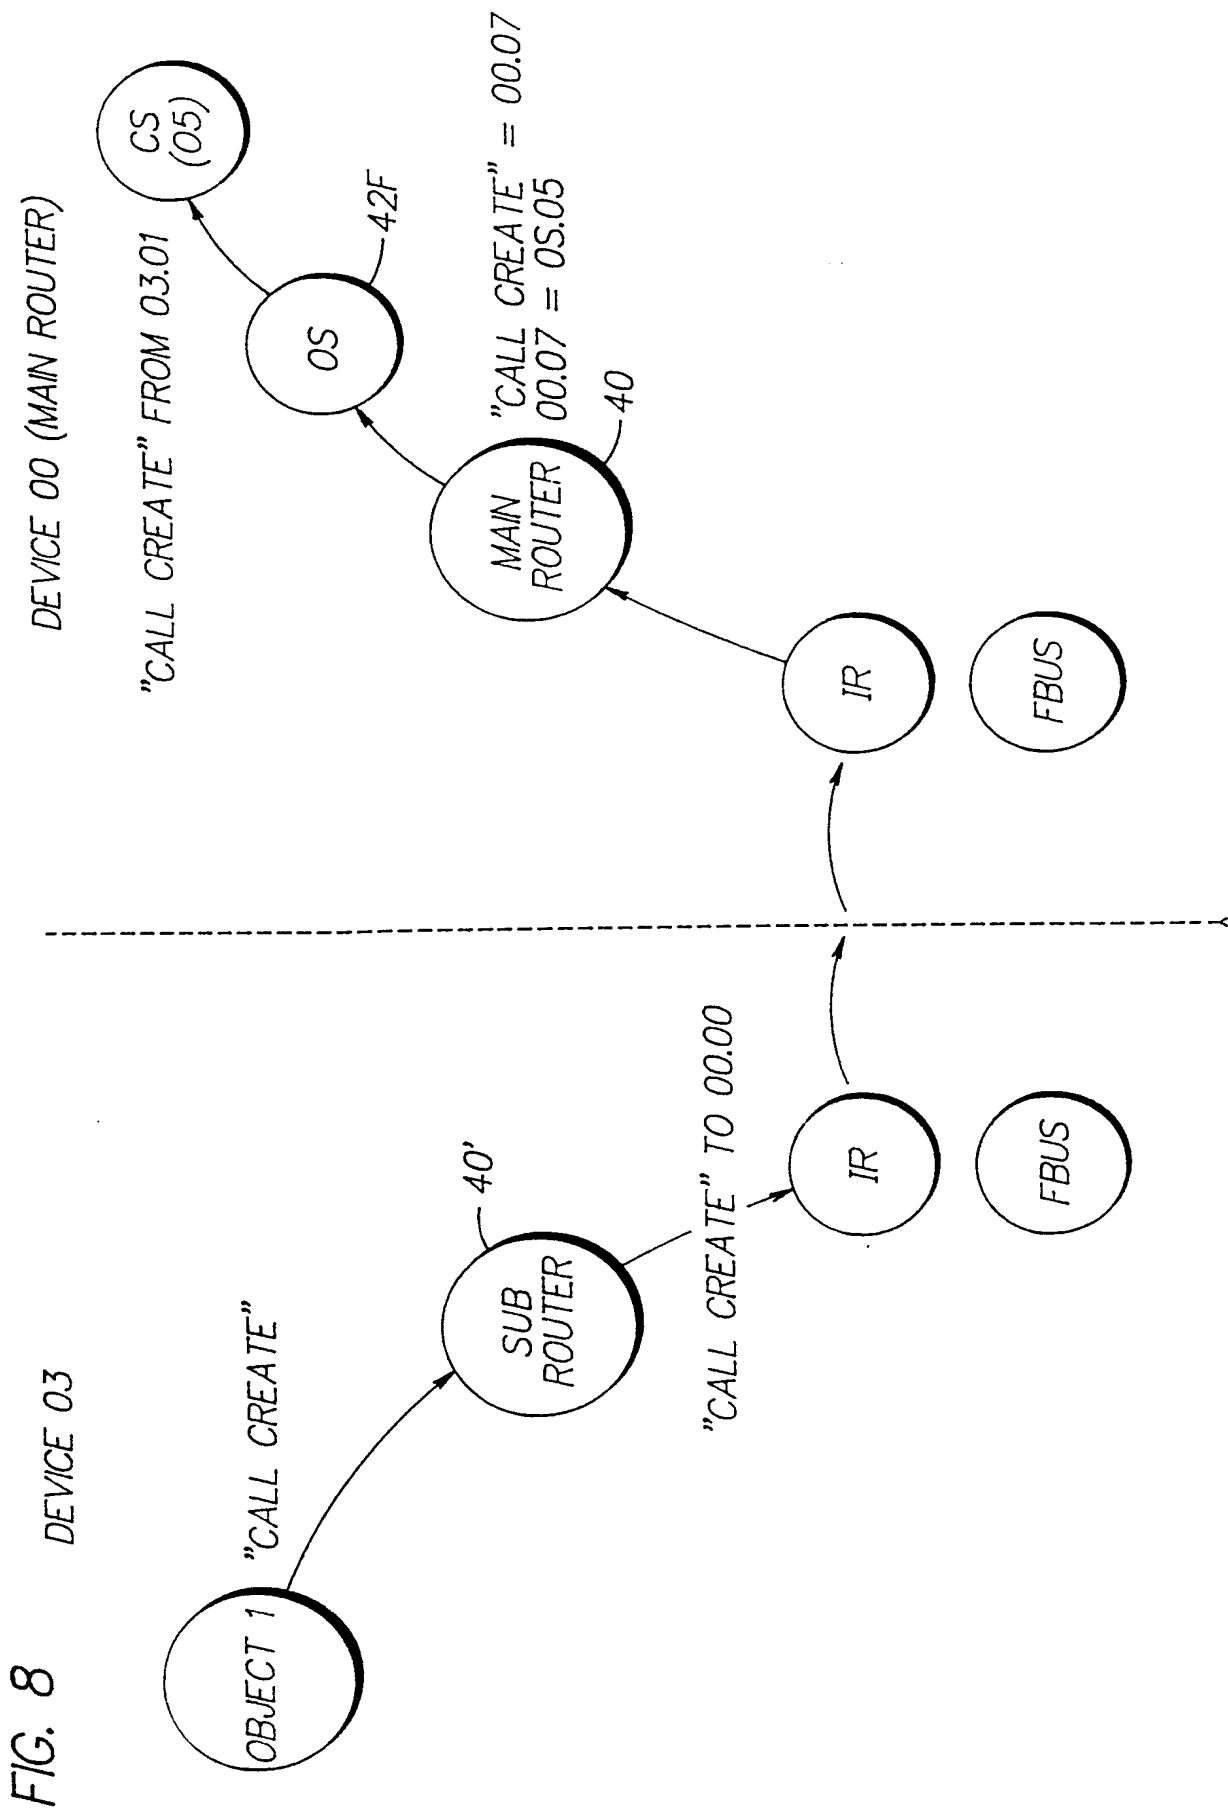 FIG. 8
DEVICE 03
DEVICE 00 (MAIN ROUTER)
OBJECT 1
"CALL CREATE"
SUB
ROUTER
40'
"CALL CREATE" TO 00.00
IR
FBUS
"CALL CREATE" FROM 03.01
CS
(05)
OS
42F
MAIN
ROUTER
40
"CALL CREATE" = 00.07
00.07 = OS.05
IR
FBUS